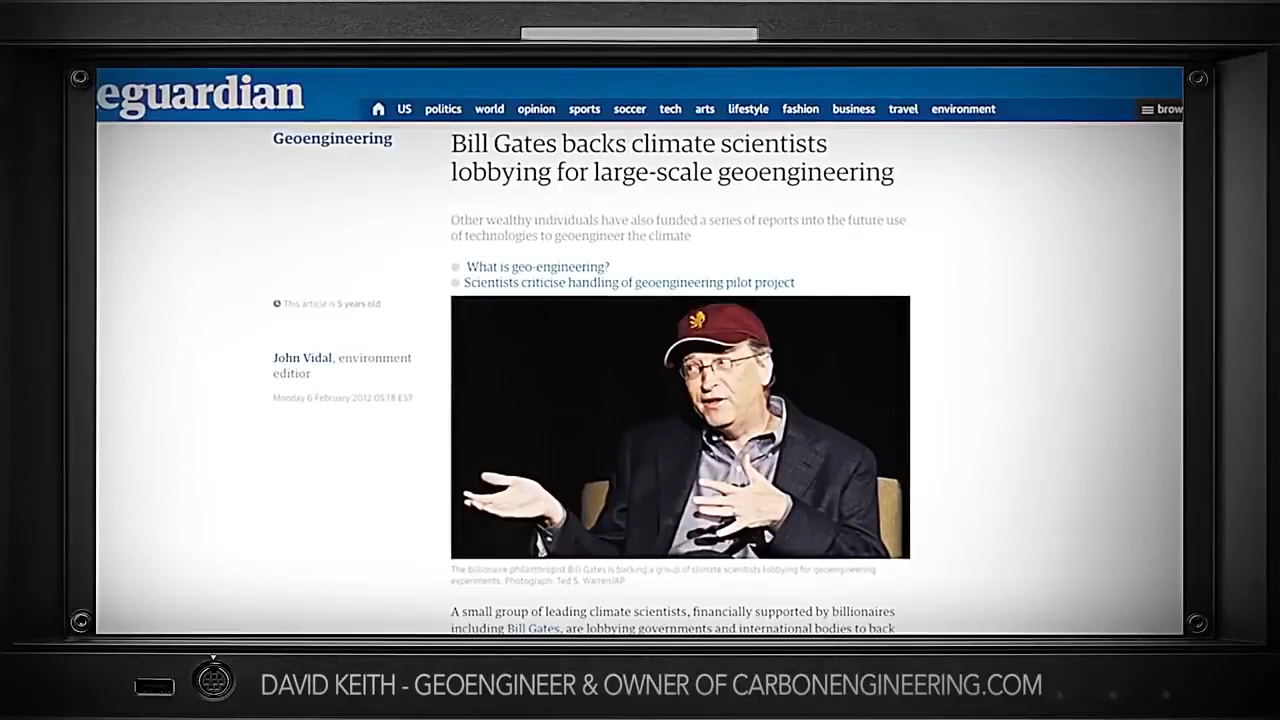 eguardian
US politics world opinion sports soccer tech arts lifestyle fashion business travel environment brow
Geoengineering
Bill Gates backs climate scientists
lobbying for large-scale geoengineering
Other wealthy individuals have also funded a series of reports into the future use
of technologies to geoengineer the climate
What is geo-engineering?
Scientists criticise handling of geoengineering pilot project
This article is 5 years old
John Vidal, environment
editior
Monday 6 February 2012 05.18 EST
The billionaire philanthropist Bill Gates is backing a group of climate scientists lobbying for geoengineering
experiments. Photograph: Ted S. Warren/AP
A small group of leading climate scientists, financially supported by billionaires
including Bill Gates, are lobbying governments and international bodies to back
DAVID KEITH - GEOENGINEER & OWNER OF CARBONENGINEERING.COM